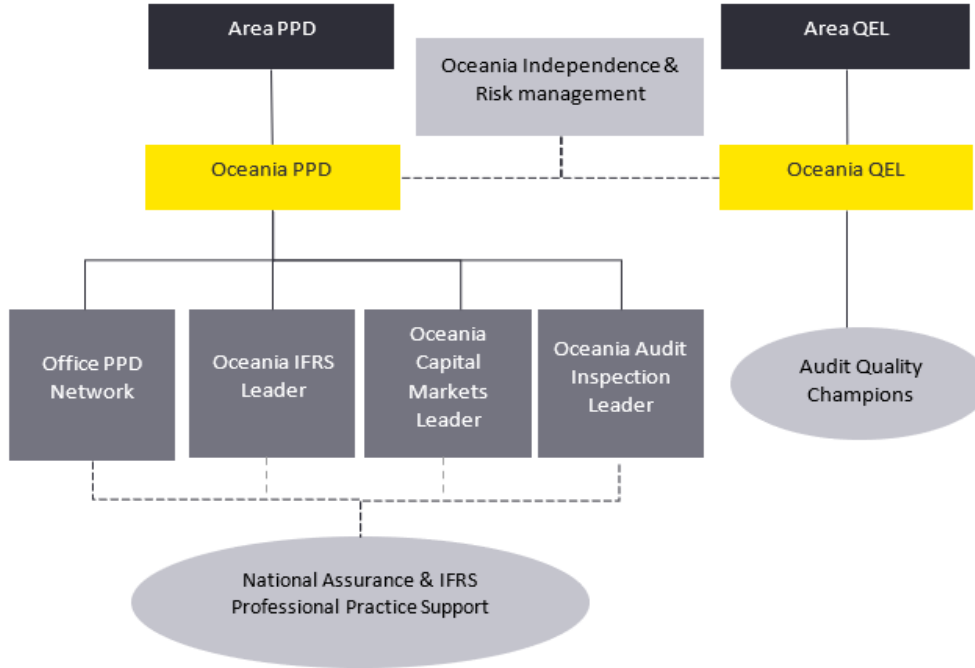 Area PPD
Oceania Independence &
Risk management
Area QEL
Oceania PPD
Oceania QEL
Office PPD
Network
Oceania IFRS
Leader
Oceania
Capital
Markets
Leader
Oceania Audit
Inspection
Leader
Audit Quality
Champions
National Assurance & IFRS
Professional Practice Support